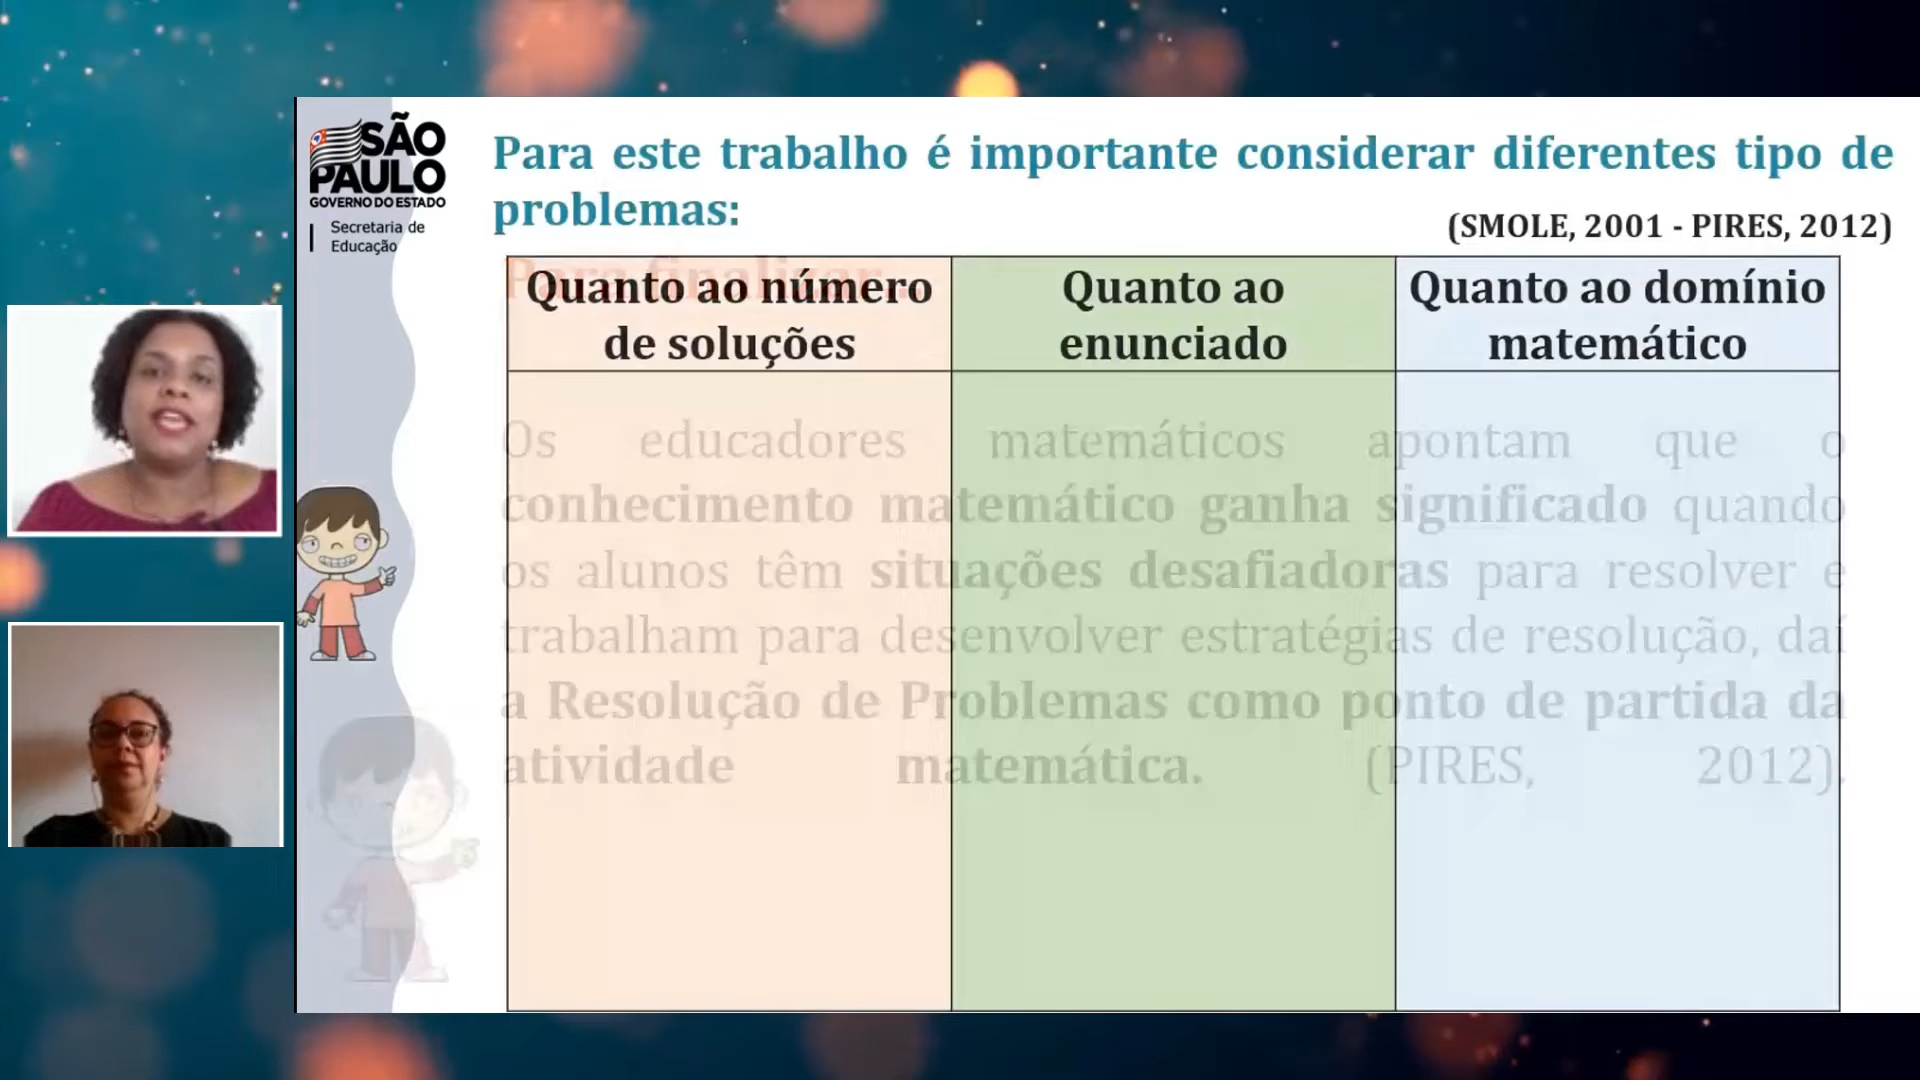 SÃO
PAULO
GOVERNO DO ESTADO
Secretaria de
Educação
Para este trabalho é importante considerar diferentes tipo de
problemas:
(SMOLE, 2001 - PIRES, 2012)
Para finalizar...
Quanto ao número
de soluções
Quanto ao
enunciado
Quanto ao domínio
matemático
Os educadores matemáticos apontam que o
conhecimento matemático ganha significado quando
os alunos têm situações desafiadoras para resolver e
trabalham para desenvolver estratégias de resolução, daí
a Resolução de Problemas como ponto de partida da
atividade matemática. (PIRES, 2012).